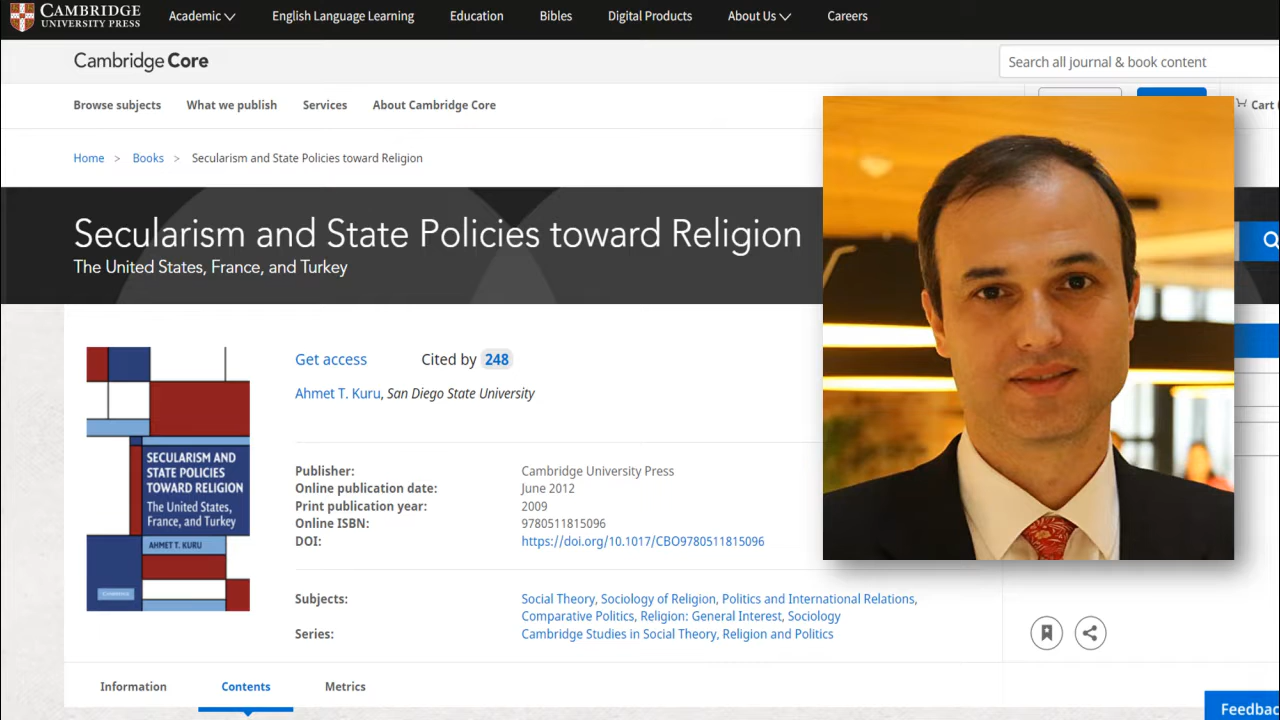 CAMBRIDGE
UNIVERSITY PRESS
Academic
English Language Learning
Education
Bibles
Digital Products
About Us
Careers
Cambridge Core
Search all journal & book content
Browse subjects
What we publish
Services
About Cambridge Core
Cart
Home > Books > Secularism and State Policies toward Religion
Secularism and State Policies toward Religion
The United States, France, and Turkey
SECULARISM AND
STATE POLICIES
TOWARD RELIGION
The United States,
France, and Turkey
AHMET T. KURU
Get access
Cited by 248
Ahmet T. Kuru, San Diego State University
Publisher: Cambridge University Press
Online publication date: June 2012
Print publication year: 2009
Online ISBN: 9780511815096
DOI: https://doi.org/10.1017/CBO9780511815096
Subjects: Social Theory, Sociology of Religion, Politics and International Relations,
Comparative Politics, Religion: General Interest, Sociology
Series: Cambridge Studies in Social Theory, Religion and Politics
Information
Contents
Metrics
Feedbac